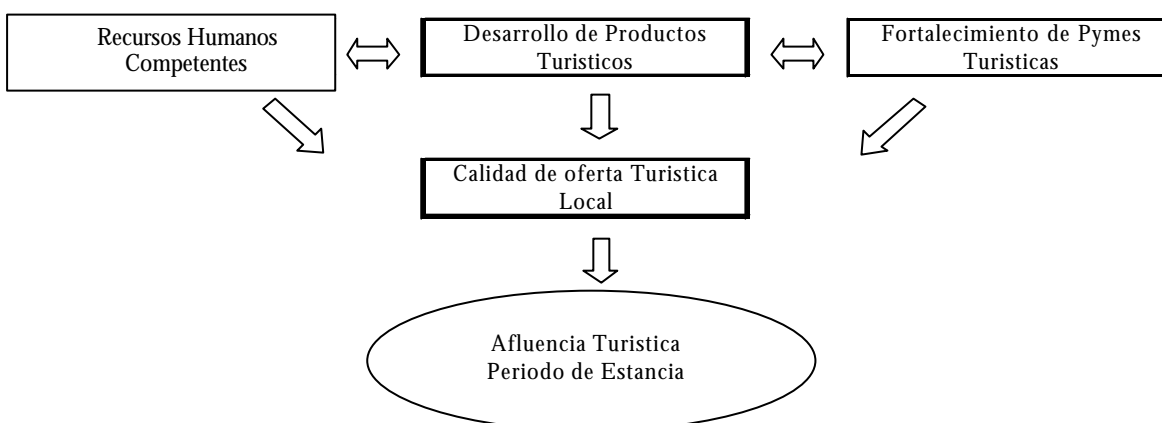 Recursos Humanos
Competentes
Desarrollo de Productos
Turisticos
Fortalecimiento de Pymes
Turisticas
Calidad de oferta Turistica
Local
Afluencia Turistica
Periodo de Estancia